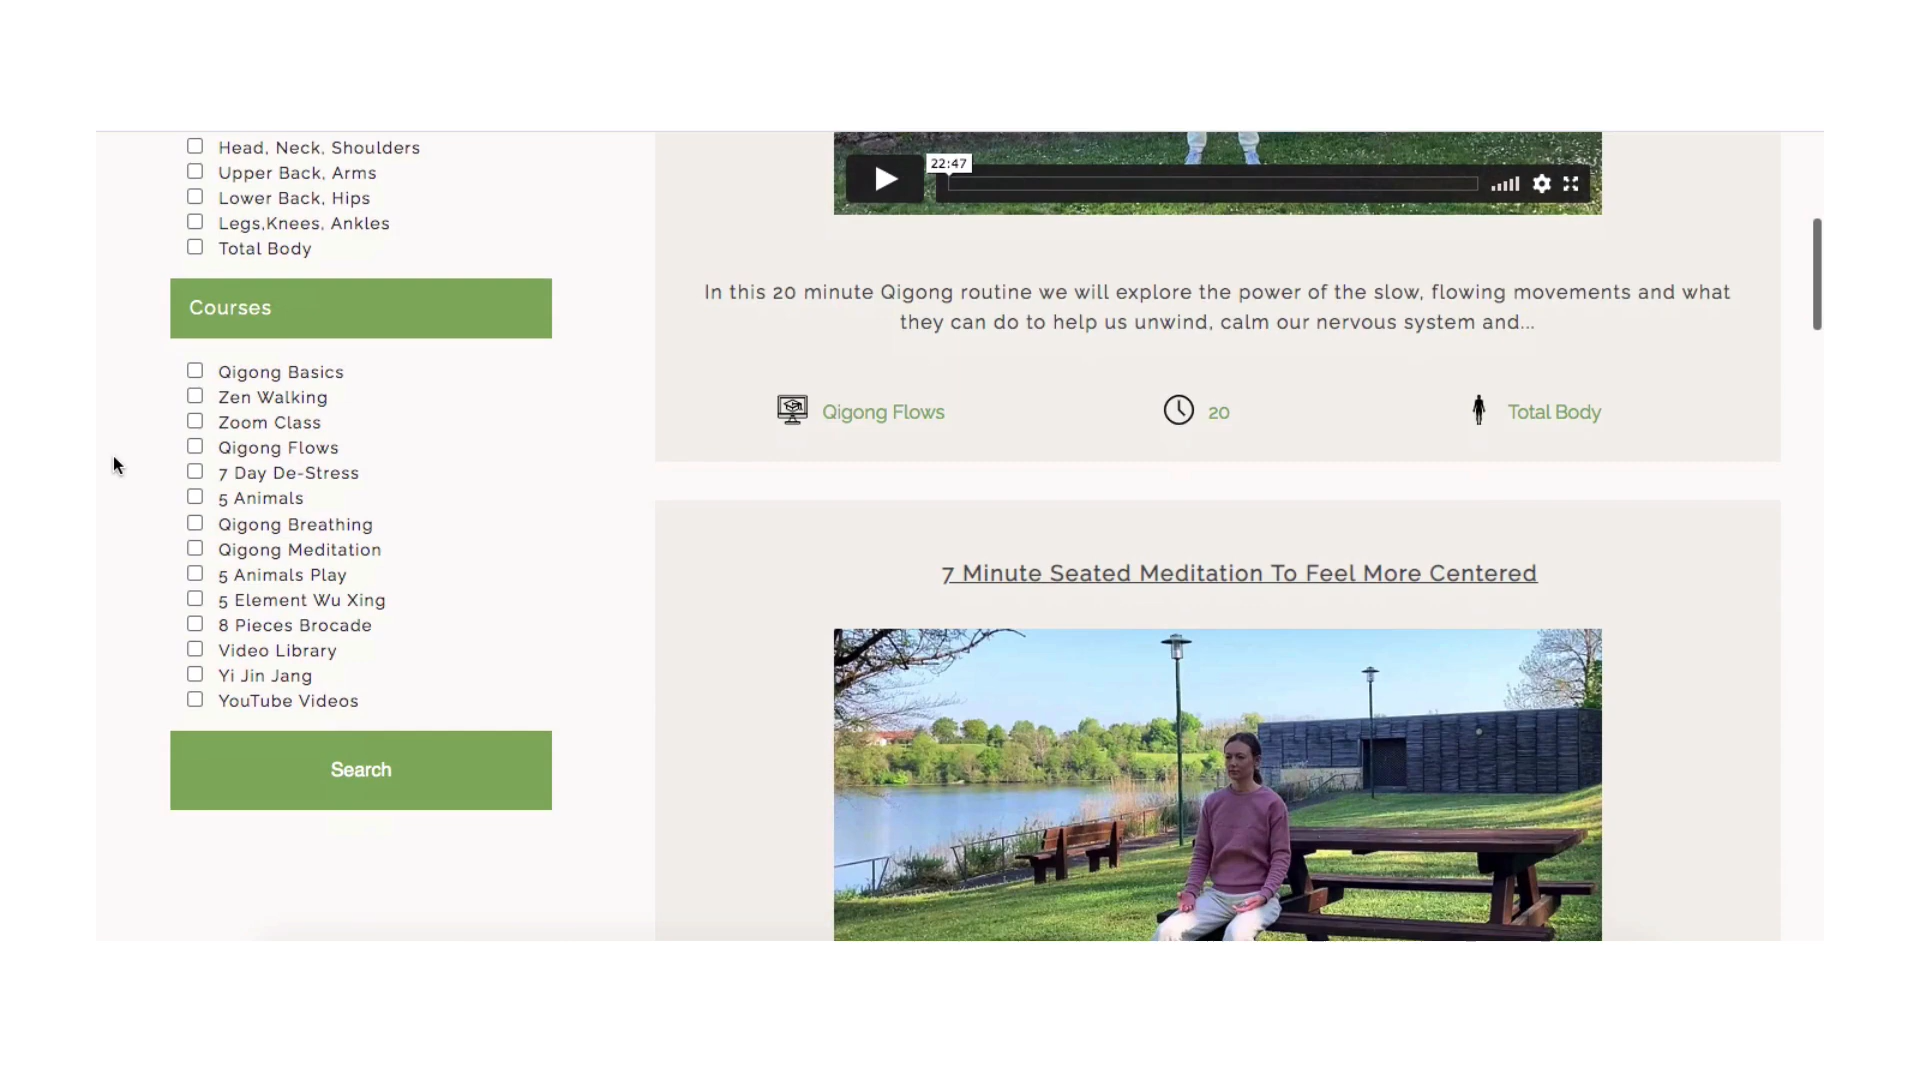 Head, Neck, Shoulders
Upper Back, Arms
Lower Back, Hips
Legs,Knees, Ankles
Total Body
Courses
Qigong Basics
Zen Walking
Zoom Class
Qigong Flows
7 Day De-Stress
5 Animals
Qigong Breathing
Qigong Meditation
5 Animals Play
5 Element Wu Xing
8 Pieces Brocade
Video Library
Yi Jin Jang
YouTube Videos
Search
22:47
In this 20 minute Qigong routine we will explore the power of the slow, flowing movements and what
they can do to help us unwind, calm our nervous system and...
Qigong Flows
20
Total Body
7 Minute Seated Meditation To Feel More Centered